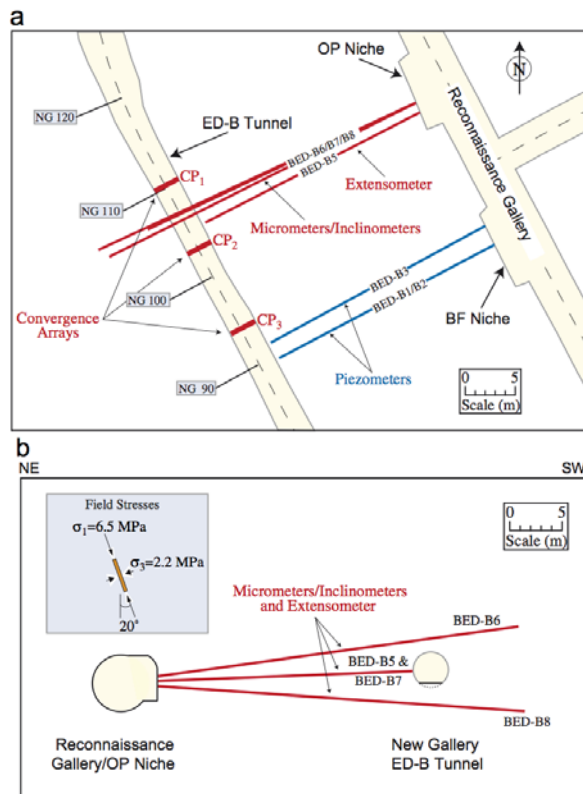 a
OP Niche
N
NG 120
ED-B Tunnel
Reconnaissance Gallery
BED-B6/B7/B8
BED-B5
CP1
Extensometer
NG 110
Micrometers/Inclinometers
CP2
BED-B3
NG 100
BED-B1/B2
Convergence
Arrays
CP3
BF Niche
NG 90
Piezometers
0 5
Scale (m)
b
NE
SW
Field Stresses
σ1=6.5 MPa
σ3=2.2 MPa
20°
0 5
Scale (m)
Micrometers/Inclinometers
and Extensometer
BED-B6
BED-B5 &
BED-B7
BED-B8
Reconnaissance
Gallery/OP Niche
New Gallery
ED-B Tunnel